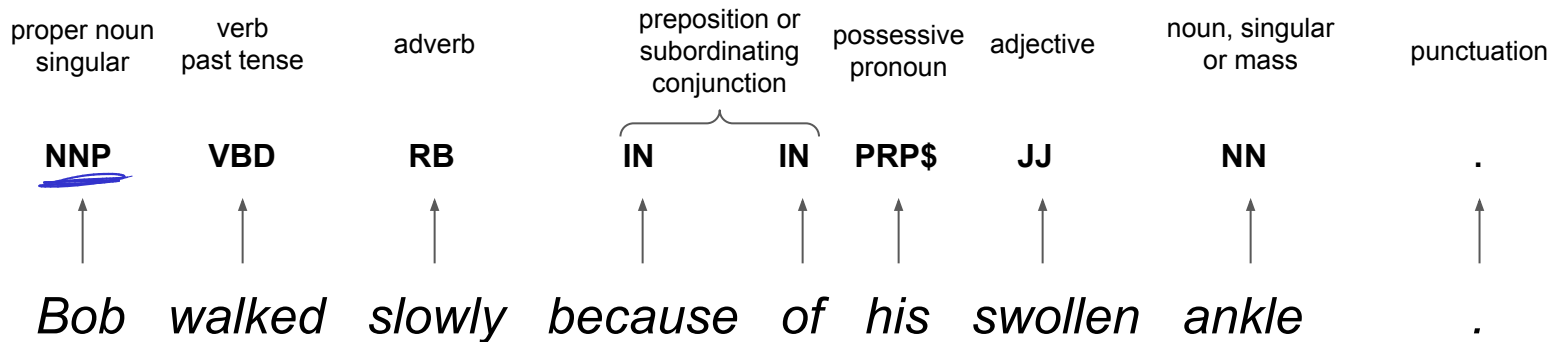 proper noun singular
verb past tense
adverb
preposition or subordinating conjunction
possessive pronoun
adjective
noun, singular or mass
punctuation
NNP VBD RB IN IN PRP$ JJ NN .
Bob walked slowly because of his swollen ankle .